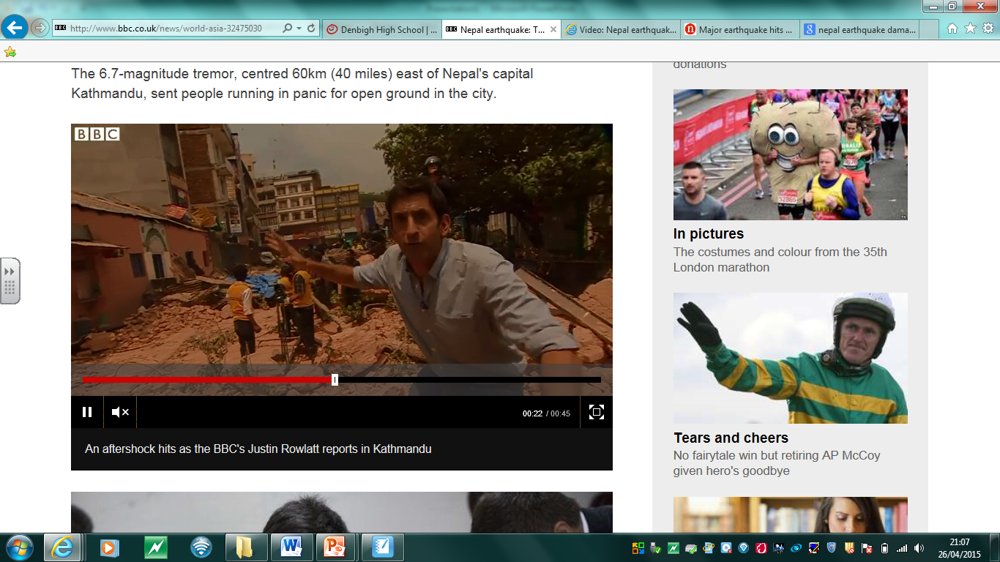 http://www.bbc.co.uk/news/world-asia-32475030
Denbigh High School | ...
Nepal earthquake: T...
Video: Nepal earthquak...
Major earthquake hits ...
nepal earthquake dama...
The 6.7-magnitude tremor, centred 60km (40 miles) east of Nepal's capital
Kathmandu, sent people running in panic for open ground in the city.
BBC
00:22 / 00:45
An aftershock hits as the BBC's Justin Rowlatt reports in Kathmandu
donations
52865
In pictures
The costumes and colour from the 35th
London marathon
Tears and cheers
No fairytale win but retiring AP McCoy
given hero's goodbye
21:07
26/04/2015